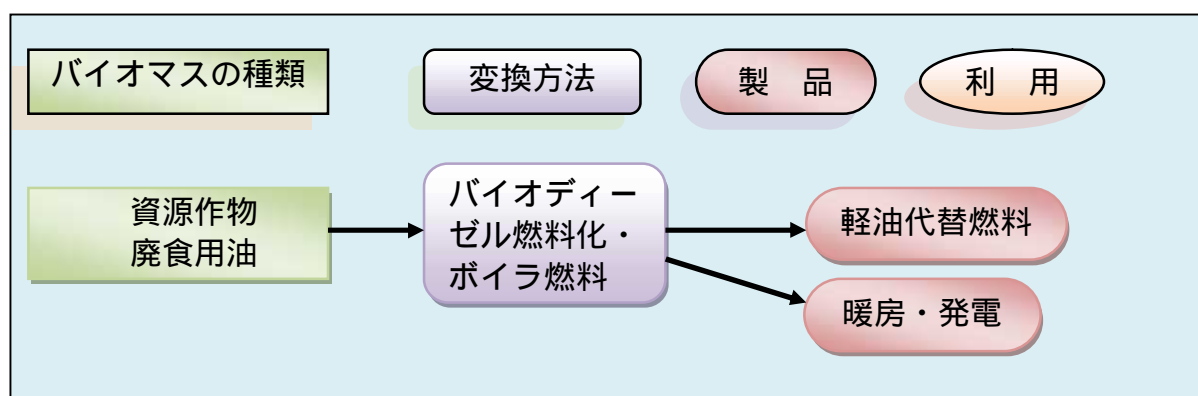 バイオマスの種類
変換方法
製　品
利　用
資源作物
廃食用油
バイオディー
ゼル燃料化・
ボイラ燃料
軽油代替燃料
暖房・発電